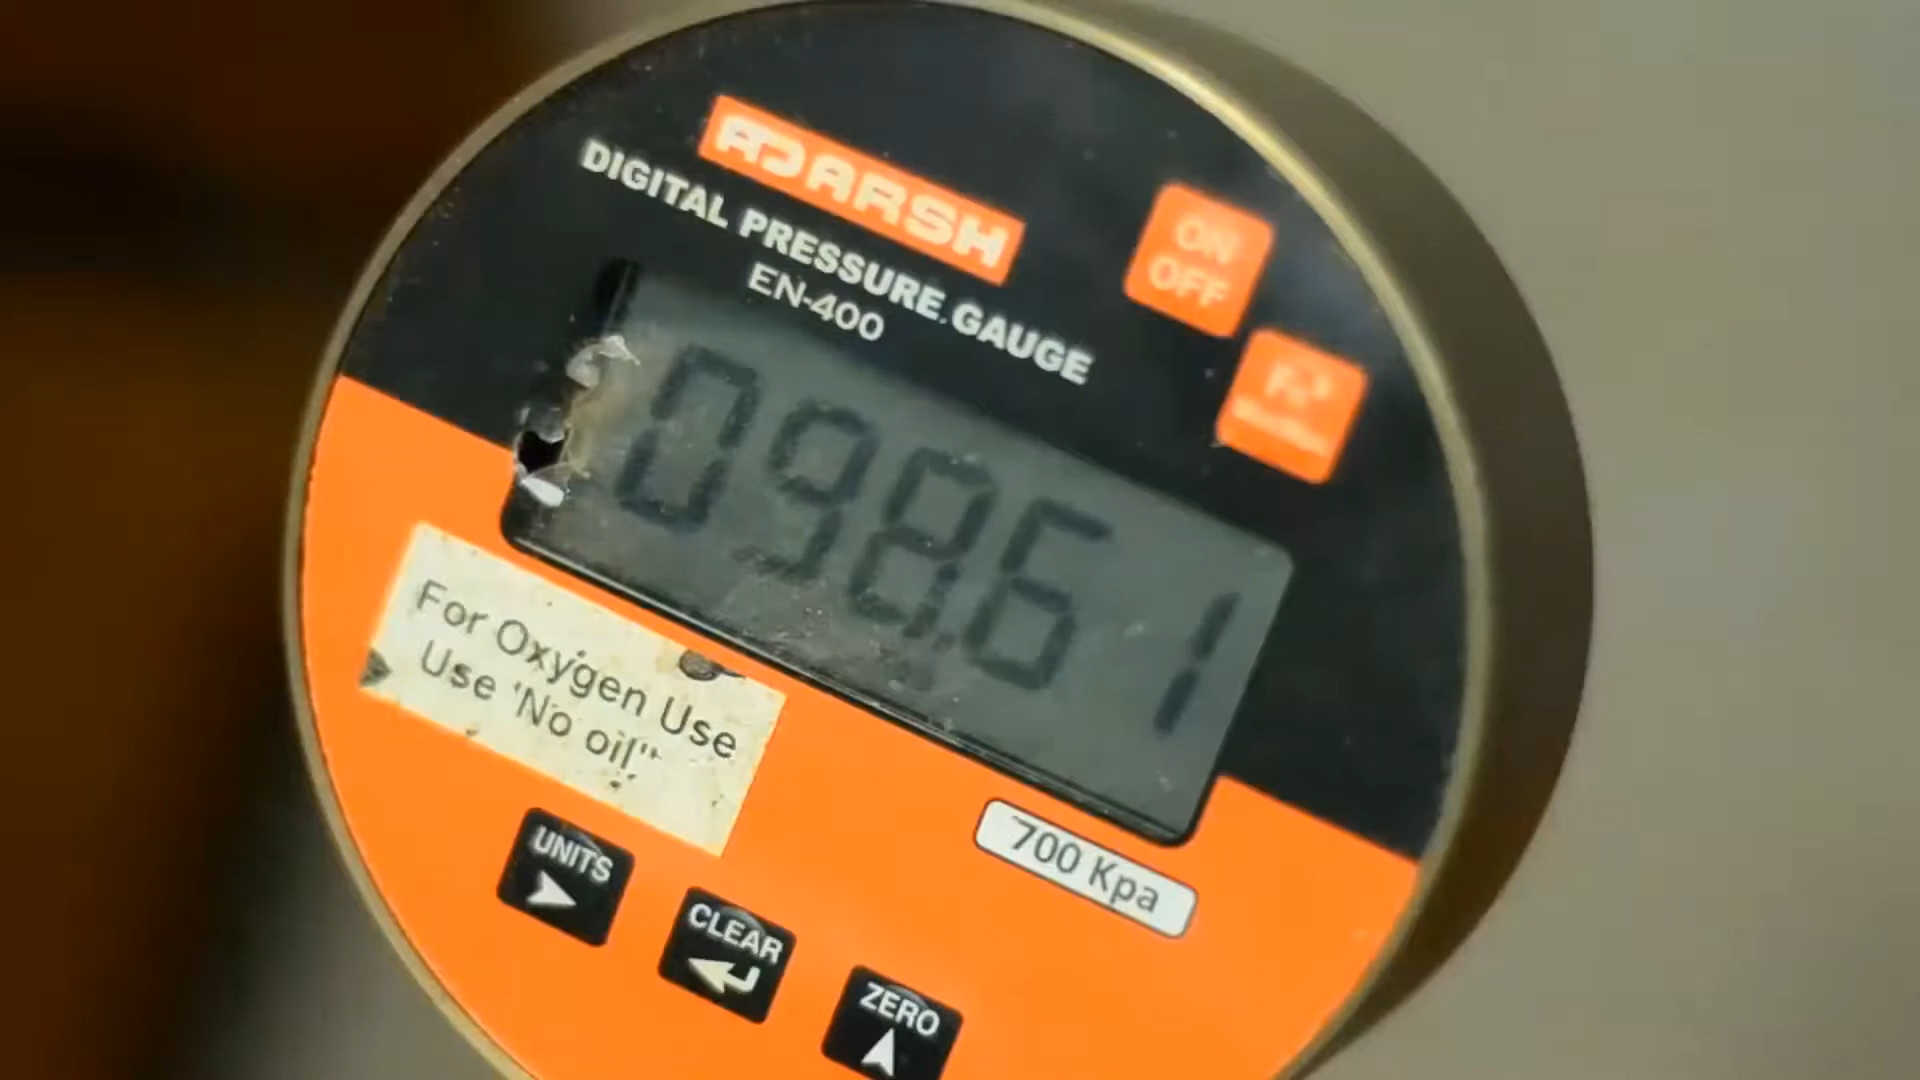 ADARSH
DIGITAL PRESSURE GAUGE
EN-400
ON
OFF
098.61
For Oxygen Use
Use 'No oil"
700 Kpa
UNITS
CLEAR
ZERO